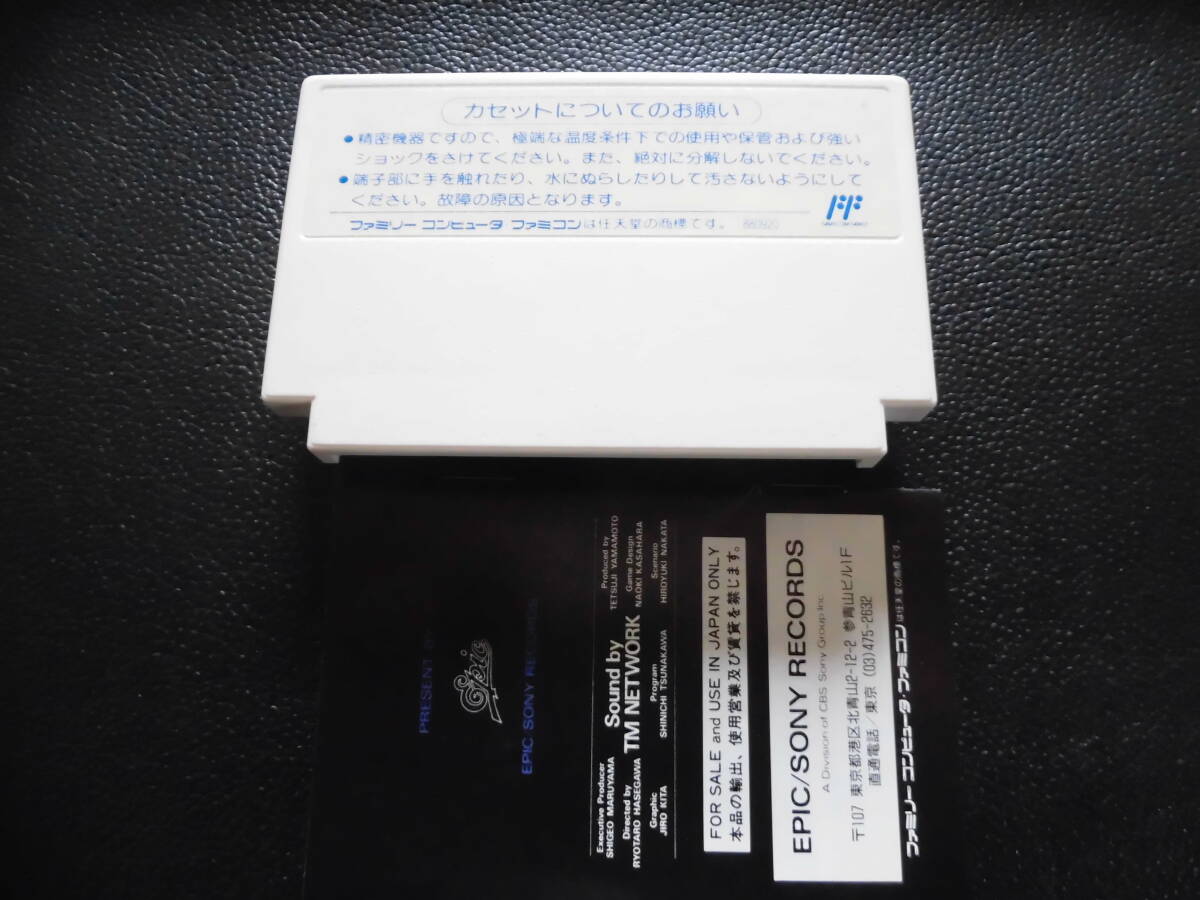 カセットについてのお願い
●精密機器ですので、極端な温度条件下での使用や保管および強い
ショックをさけてください。また、絶対に分解しないでください。
●端子部に手を触れたり、水にぬらしたりして汚さないようにして
ください。故障の原因となります。
ファミリーコンピュータ ファミコンは任天堂の商標です。
PRESENT
Epic
EPIC SONY RECORDS
Executive Producer
SHIGEO MARUYAMA
Directed by
RYOTARO HASEGAWA
Graphic
JIRO KITA
Sound by
TM NETWORK
Program
SHINICHI TSUNAKAWA
Produced by
TETSUJI YAMAMOTO
Game Design
NAOKI KASAHARA
Scenario
HIROYUKI NAKATA
FOR SALE and USE IN JAPAN ONLY
本品の輸出、使用営業及び賃貸を禁じます。
EPIC/SONY RECORDS
A Division of CBS Sony Group Inc.
〒107 東京都港区北青山2-12-2 参青山ビル1F
直通電話/東京 (03)475-2632
ファミリーコンピュータ・ファミコンは任天堂の商標です。